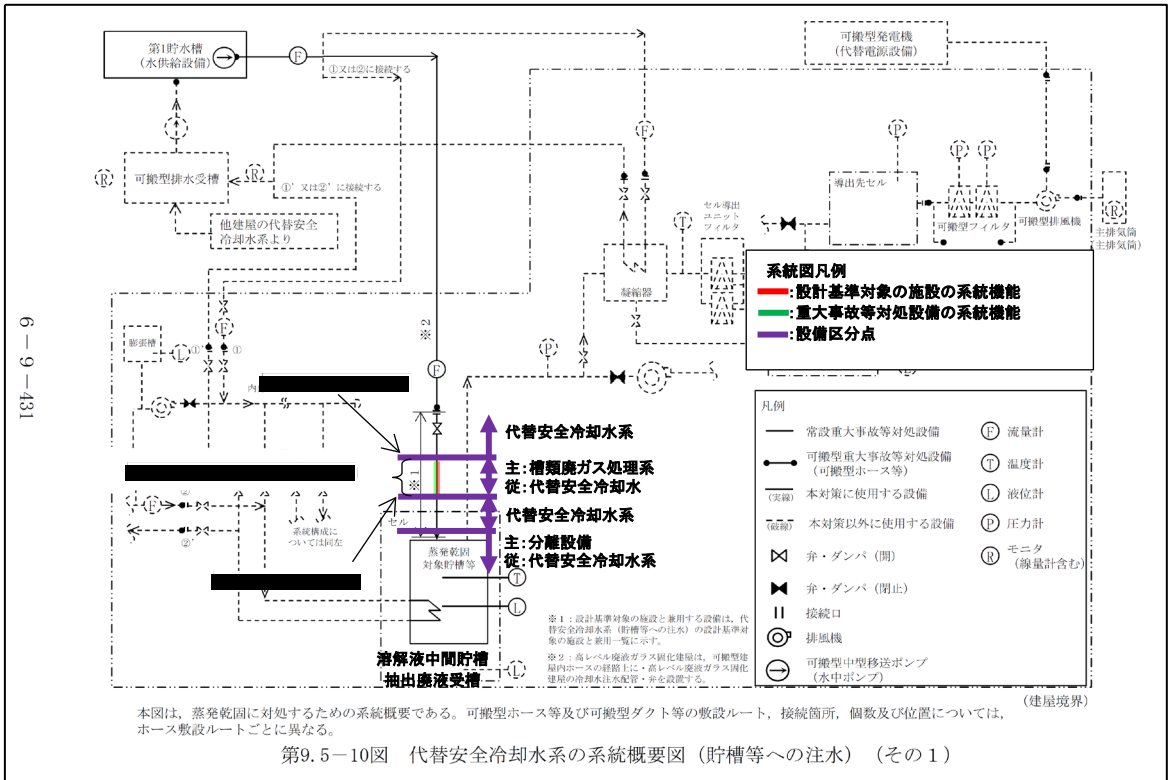 第1貯水槽
(水供給設備)
F
①又は②に接続する
可搬型発電機
(代替電源設備)
F
P
R
可搬型排水受槽
R
①’又は②’に接続する
他建屋の代替安全
冷却水系より
導出先セル
P
P
可搬型フィルタ
可搬型排風機
R
主排気筒
(主排気筒)
セル導出
ユニット
フィルタ
T
凝縮器
系統図凡例
:設計基準対象の施設の系統機能
:重大事故等対処設備の系統機能
:設備区分点
6-9-431
膨張槽
L
①’
F
①
内
※2
F
P
代替安全冷却水系
主:槽類廃ガス処理系
従:代替安全冷却水
※1
代替安全冷却水系
セル
主:分離設備
従:代替安全冷却水系
F
②
②’
系統構成に
ついては同左
蒸発乾固
対象貯槽等
T
L
L
溶解液中間貯槽
抽出廃液受槽
※1:設計基準対象の施設と兼用する設備は,代
替安全冷却水系(貯槽等への注水)の設計基準対
象の施設と兼用一覧に示す。
※2:高レベル廃液ガラス固化建屋は,可搬型建
屋内ホースの経路上に・高レベル廃液ガラス固化
建屋の冷却水注水配管・弁を設置する。
凡例
常設重大事故等対処設備
可搬型重大事故等対処設備
(可搬型ホース等)
(実線)
本対策に使用する設備
(破線)
本対策以外に使用する設備
弁・ダンパ(開)
弁・ダンパ(閉止)
接続口
排風機
可搬型中型移送ポンプ
(水中ポンプ)
F 流量計
T 温度計
L 液位計
P 圧力計
R モニタ
(線量計含む)
(建屋境界)
本図は,蒸発乾固に対処するための系統概要である。可搬型ホース等及び可搬型ダクト等の敷設ルート,接続箇所,個数及び位置については,
ホース敷設ルートごとに異なる。
第9.5-10図 代替安全冷却水系の系統概要図(貯槽等への注水)(その1)